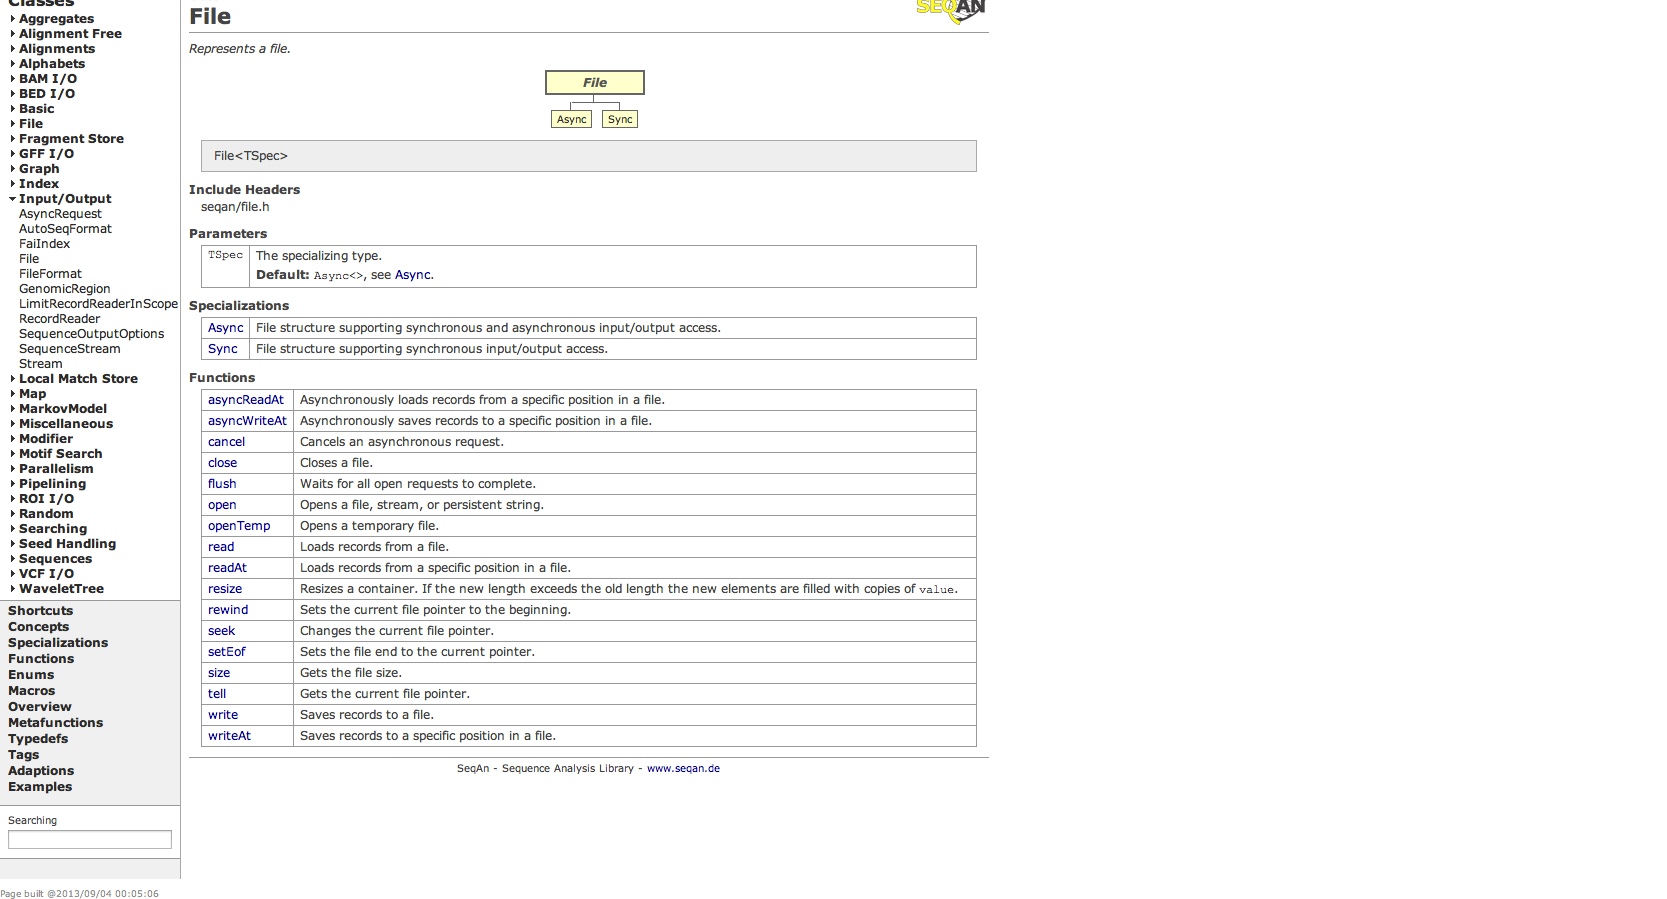 Classes
Aggregates
Alignment Free
Alignments
Alphabets
BAM I/O
BED I/O
Basic
File
Fragment Store
GFF I/O
Graph
Index
Input/Output
AsyncRequest
AutoSeqFormat
FaiIndex
File
FileFormat
GenomicRegion
LimitRecordReaderInScope
RecordReader
SequenceOutputOptions
SequenceStream
Stream
Local Match Store
Map
MarkovModel
Miscellaneous
Modifier
Motif Search
Parallelism
Pipelining
ROI I/O
Random
Searching
Seed Handling
Sequences
VCF I/O
WaveletTree
Shortcuts
Concepts
Specializations
Functions
Enums
Macros
Overview
Metafunctions
Typedefs
Tags
Adaptions
Examples
Searching
Page built @2013/09/04 00:05:06
File
SEQAN
Represents a file.
File
Async Sync
File<TSpec>
Include Headers
seqan/file.h
Parameters
TSpec The specializing type.
Default: Async<>, see Async.
Specializations
Async File structure supporting synchronous and asynchronous input/output access.
Sync File structure supporting synchronous input/output access.
Functions
asyncReadAt Asynchronously loads records from a specific position in a file.
asyncWriteAt Asynchronously saves records to a specific position in a file.
cancel Cancels an asynchronous request.
close Closes a file.
flush Waits for all open requests to complete.
open Opens a file, stream, or persistent string.
openTemp Opens a temporary file.
read Loads records from a file.
readAt Loads records from a specific position in a file.
resize Resizes a container. If the new length exceeds the old length the new elements are filled with copies of value.
rewind Sets the current file pointer to the beginning.
seek Changes the current file pointer.
setEof Sets the file end to the current pointer.
size Gets the file size.
tell Gets the current file pointer.
write Saves records to a file.
writeAt Saves records to a specific position in a file.
SeqAn - Sequence Analysis Library - www.seqan.de